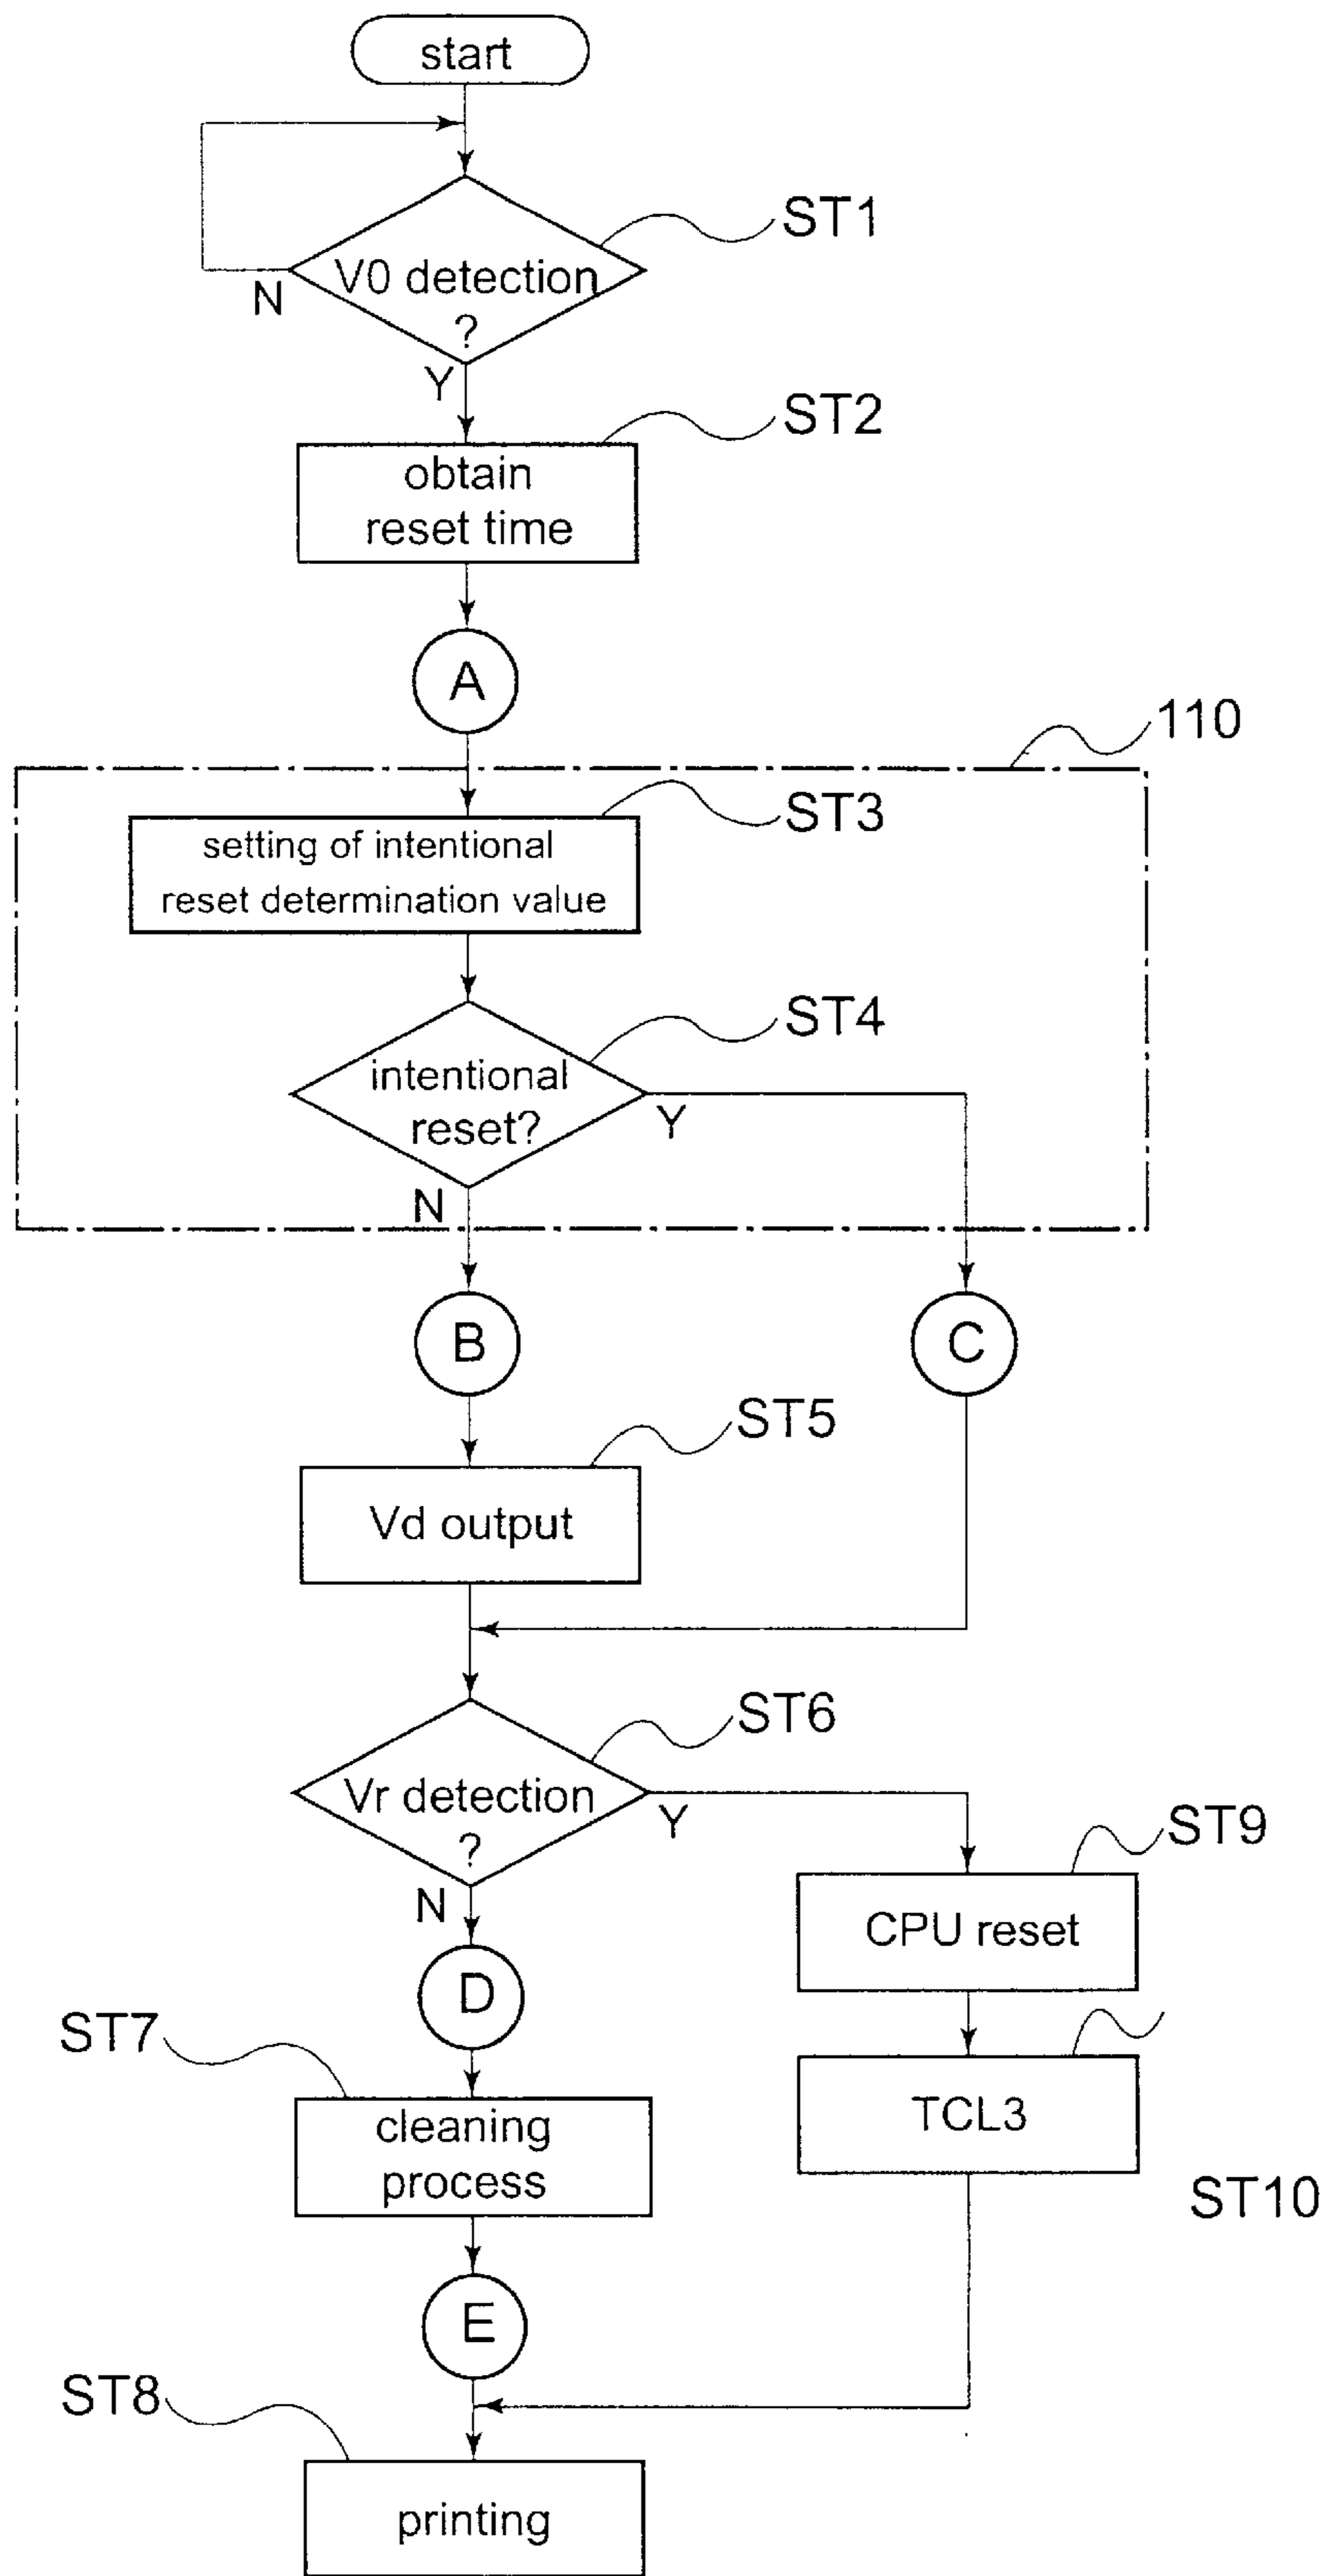 start
ST1
V0 detection
?
N
Y
ST2
obtain
reset time
A
110
ST3
setting of intentional
reset determination value
ST4
intentional
reset?
Y
N
B
C
ST5
Vd output
ST6
Vr detection
?
Y
N
ST9
CPU reset
D
ST7
cleaning
process
TCL3
ST10
E
ST8
printing